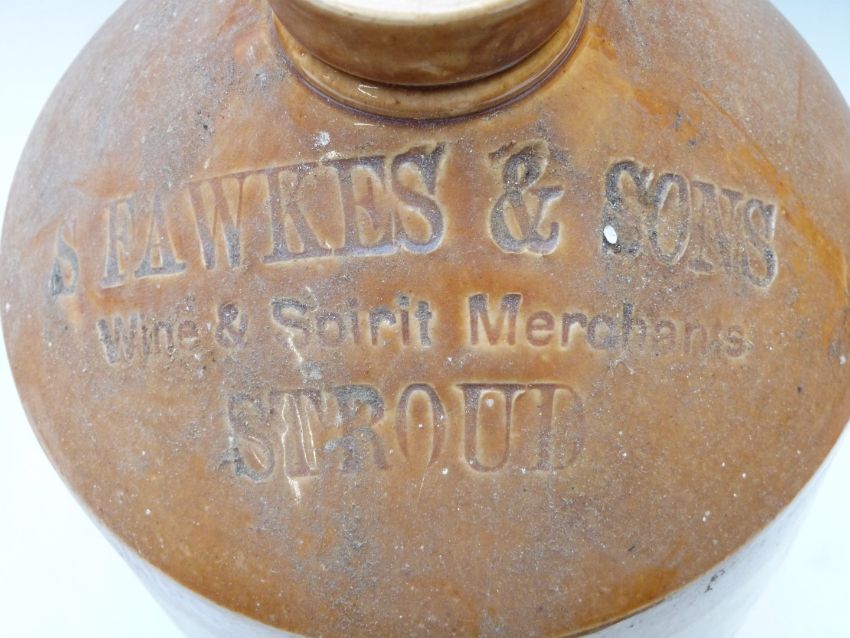 S FAWKES & SONS
Wine & Spirit Merchants
STROUD